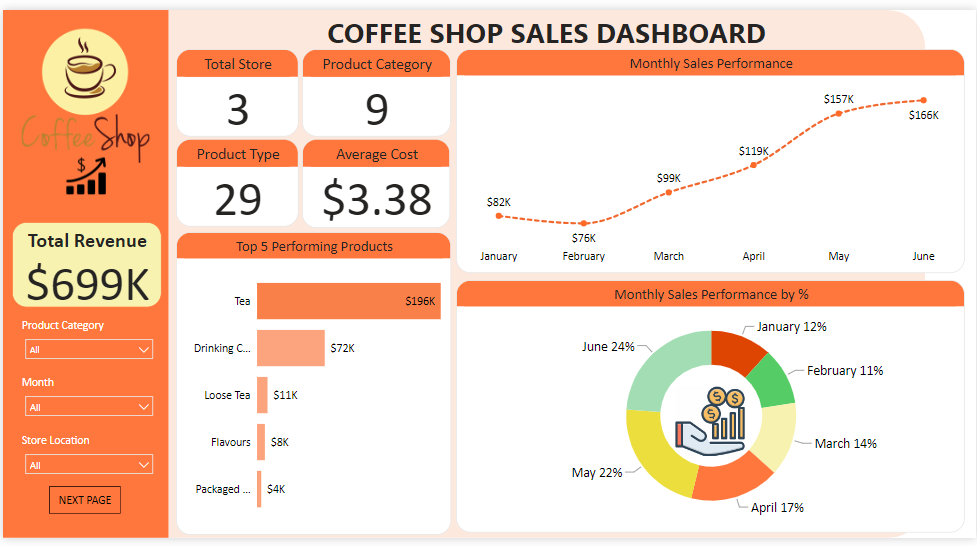 COFFEE SHOP SALES DASHBOARD
CoffeeShop
$
Total Revenue
$699K
Product Category
All
Month
All
Store Location
All
NEXT PAGE
Total Store
3
Product Category
9
Product Type
29
Average Cost
$3.38
Top 5 Performing Products
Tea
$196K
Drinking C...
$72K
Loose Tea
$11K
Flavours
$8K
Packaged ...
$4K
Monthly Sales Performance
$82K
$76K
$99K
$119K
$157K
$166K
January
February
March
April
May
June
Monthly Sales Performance by %
January 12%
February 11%
March 14%
April 17%
May 22%
June 24%
$
$
$